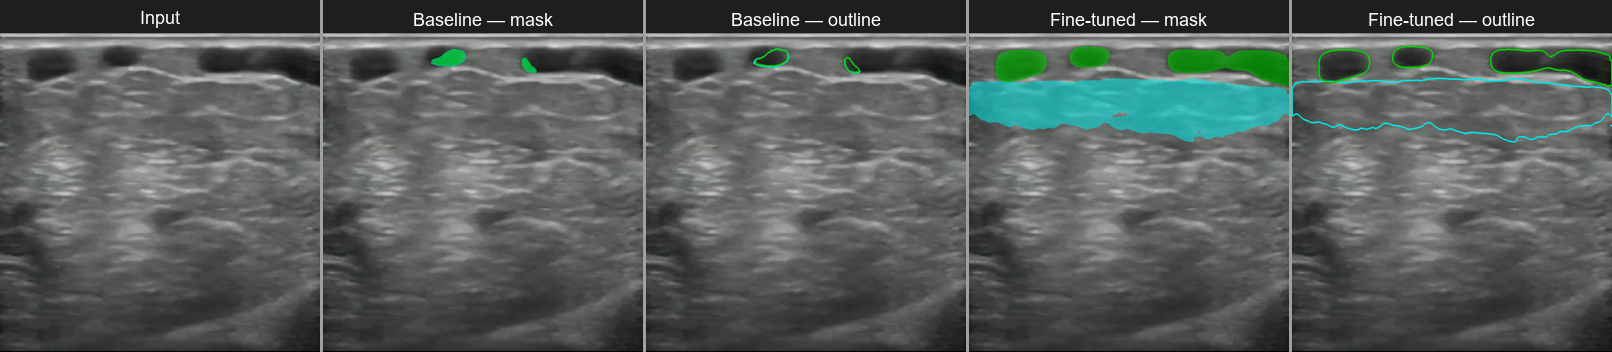 Input
Baseline — mask
Baseline — outline
Fine-tuned — mask
Fine-tuned — outline